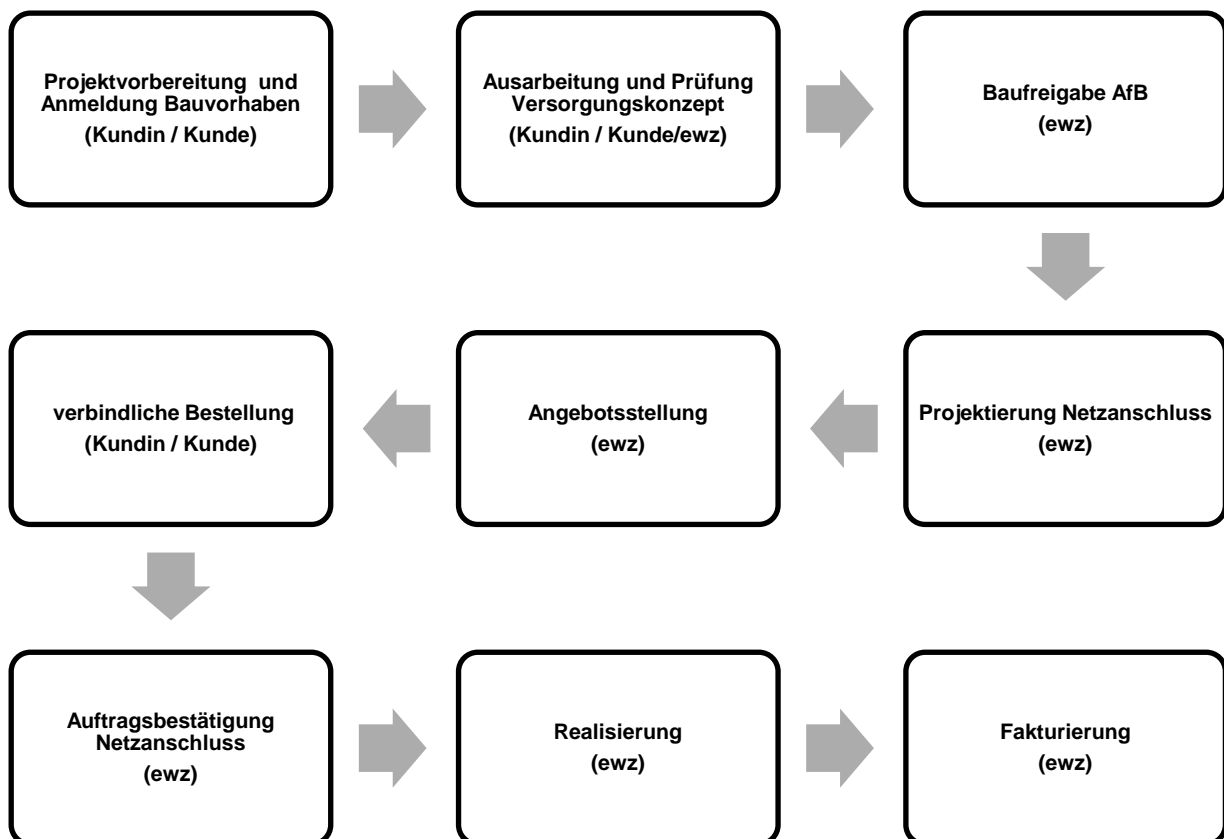 Projektvorbereitung und
Anmeldung Bauvorhaben
(Kundin / Kunde)
Ausarbeitung und Prüfung
Versorgungskonzept
(Kundin / Kunde/ewz)
Baufreigabe AfB
(ewz)
Projektierung Netzanschluss
(ewz)
Angebotsstellung
(ewz)
verbindliche Bestellung
(Kundin / Kunde)
Auftragsbestätigung
Netzanschluss
(ewz)
Realisierung
(ewz)
Fakturierung
(ewz)